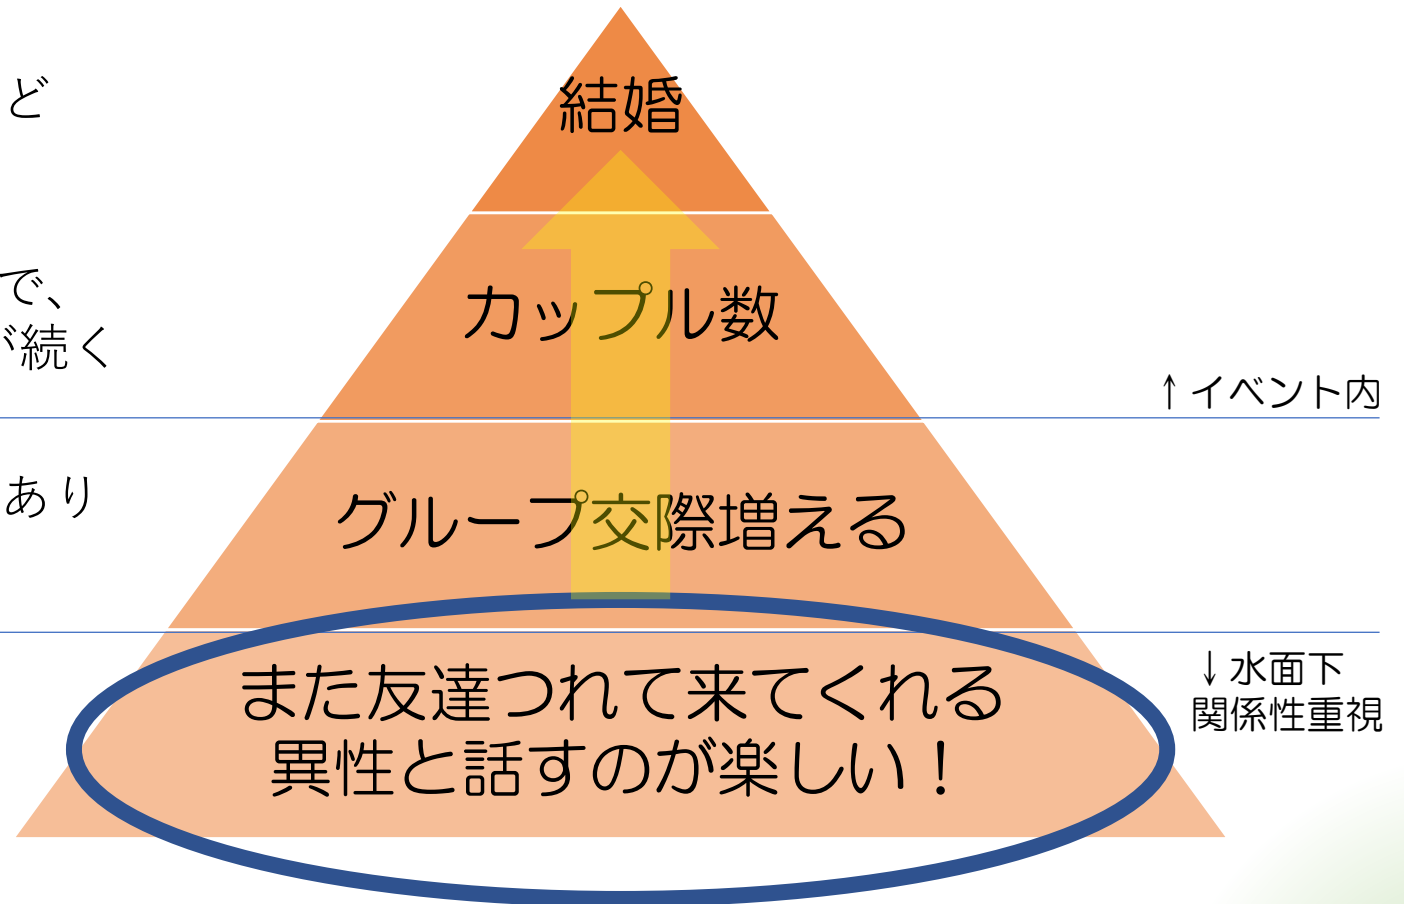 ど
結婚
で、
が続く
カップル数
↑イベント内
あり
グループ交際増える
また友達つれて来てくれる
異性と話すのが楽しい！
↓水面下
関係性重視